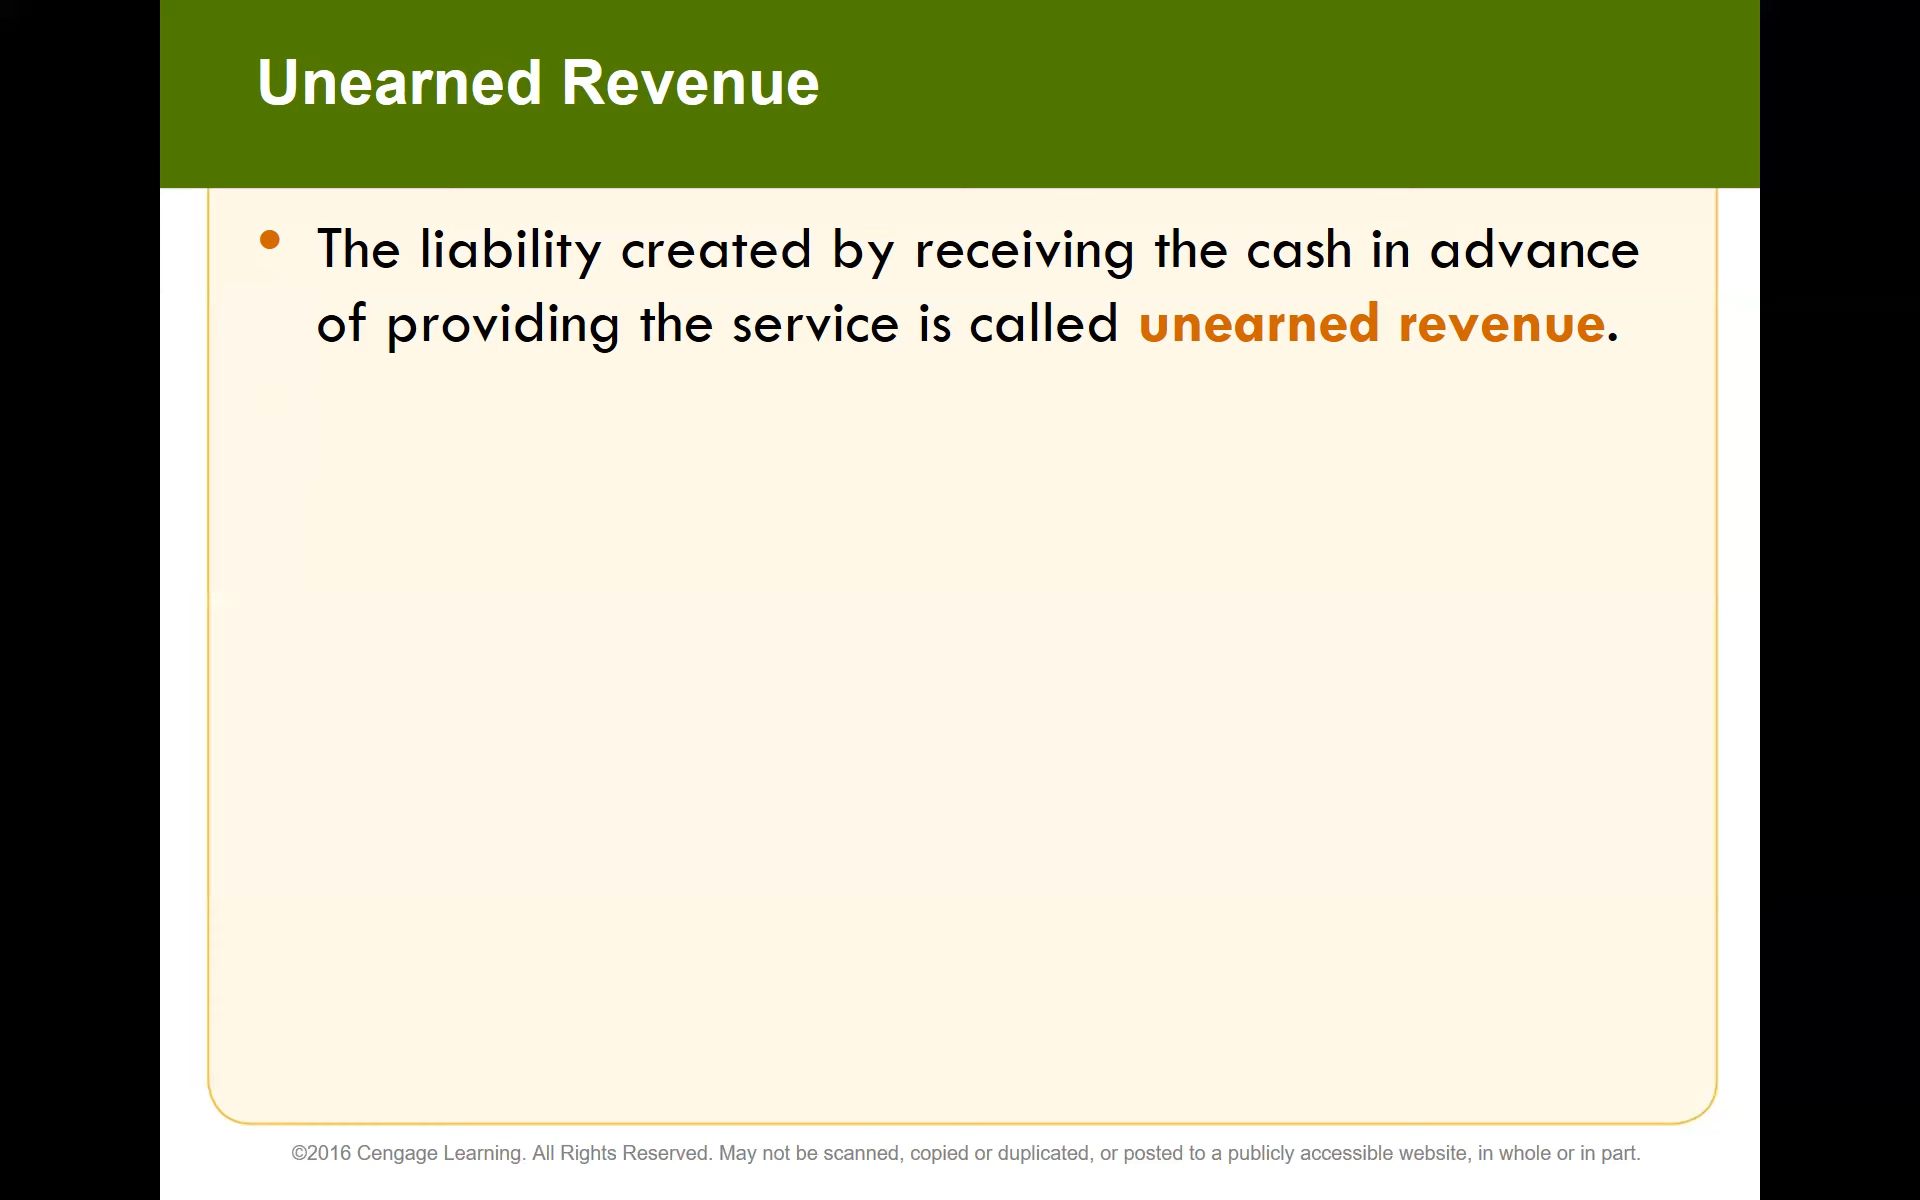 Unearned Revenue
• The liability created by receiving the cash in advance
of providing the service is called unearned revenue.
©2016 Cengage Learning. All Rights Reserved. May not be scanned, copied or duplicated, or posted to a publicly accessible website, in whole or in part.